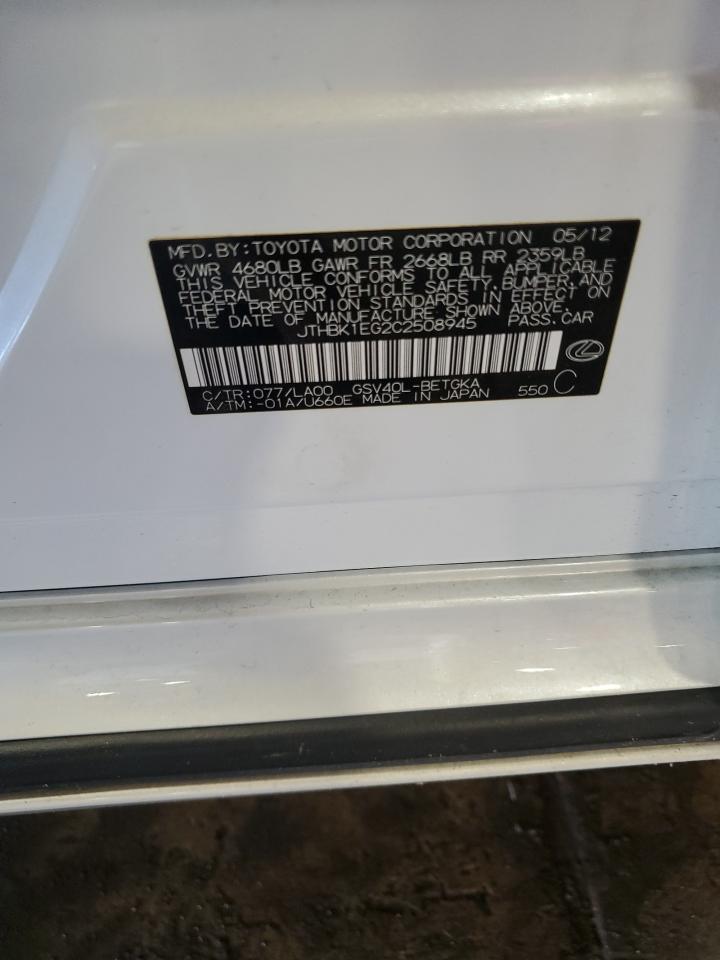 MFD.BY:TOYOTA MOTOR CORPORATION 05/12
GVWR 4680LB GAWR FR 2668LB RR 2359LB
THIS VEHICLE CONFORMS TO ALL APPLICABLE
FEDERAL MOTOR VEHICLE SAFETY, BUMPER, AND
THEFT PREVENTION STANDARDS IN EFFECT ON
THE DATE OF MANUFACTURE SHOWN ABOVE.
JTHBK1EG2C2508945 PASS.CAR
C/TR:077/LA00 GSV40L-BETGKA
A/TM:-01A/U660E MADE IN JAPAN 550 C